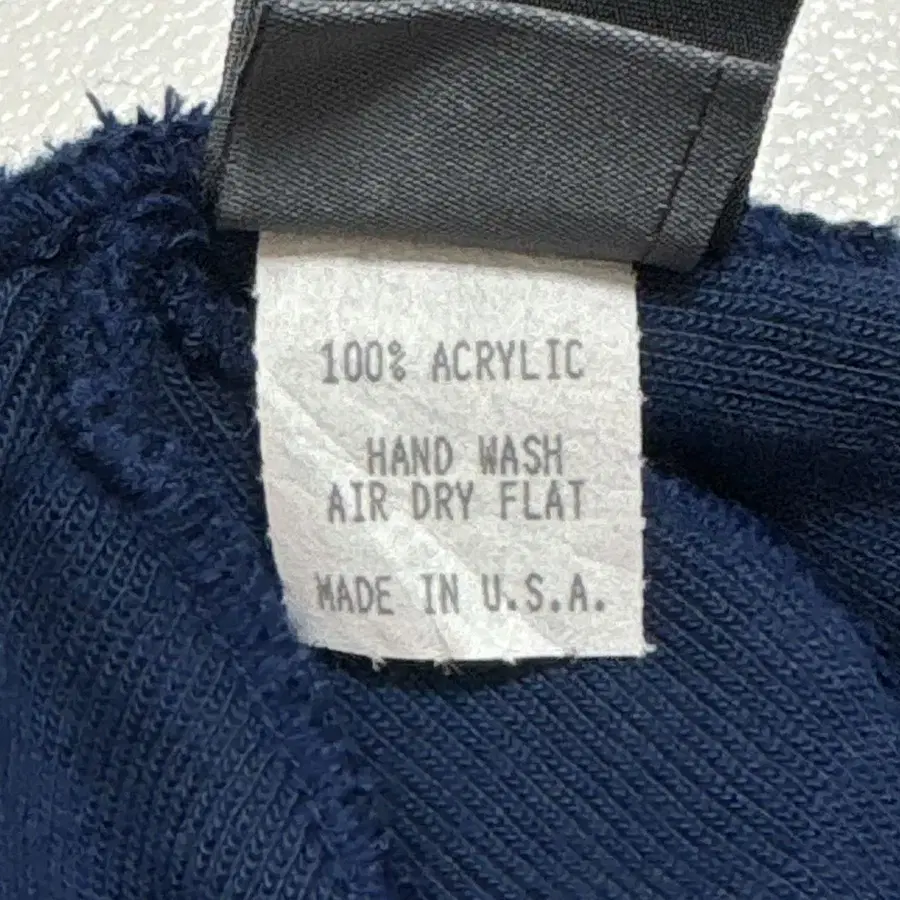 100% ACRYLIC
HAND WASH
AIR DRY FLAT
MADE IN U.S.A.